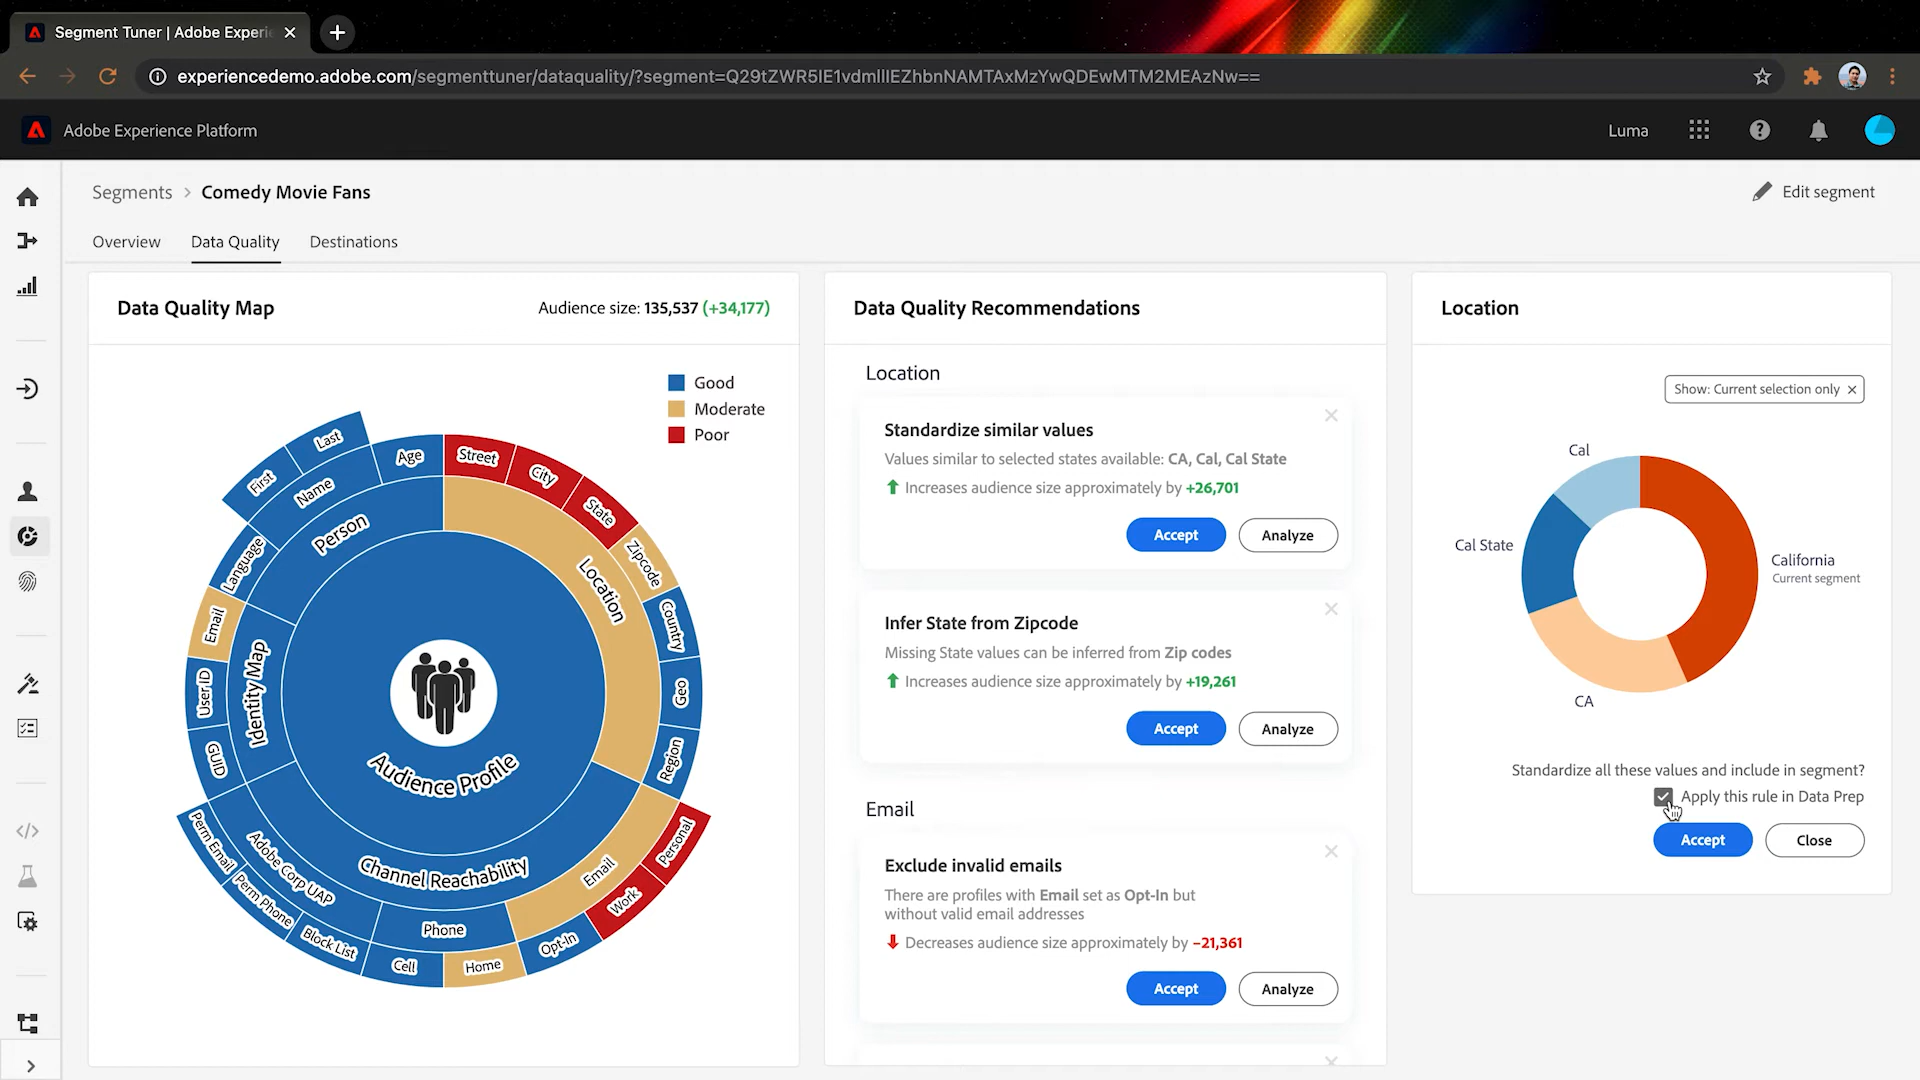 Segment Tuner | Adobe Experie
experiencedemo.adobe.com/segmenttuner/dataquality/?segment=Q29tZWR5IE1vdmllIEZhbnNAMTAxMzYwQDEwMTM2MEAzNw==
Adobe Experience Platform
Luma
Segments > Comedy Movie Fans
Edit segment
Overview
Data Quality
Destinations
Data Quality Map
Audience size: 135,537 (+34,177)
Good
Moderate
Poor
First
Last
Age
Street
City
State
Zipcode
Country
Geo
Region
Personal
Work
Opt-In
Home
Cell
Block List
Perm Phone
Perm Email
GUID
User ID
Email
Language
Name
Person
Location
Identity Map
Adobe Corp UAP
Phone
Email
Channel Reachability
Audience Profile
Data Quality Recommendations
Location
Standardize similar values
Values similar to selected states available: CA, Cal, Cal State
Increases audience size approximately by +26,701
Accept
Analyze
Infer State from Zipcode
Missing State values can be inferred from Zip codes
Increases audience size approximately by +19,261
Accept
Analyze
Email
Exclude invalid emails
There are profiles with Email set as Opt-In but
without valid email addresses
Decreases audience size approximately by −21,361
Accept
Analyze
Location
Show: Current selection only
Cal
Cal State
California
Current segment
CA
Standardize all these values and include in segment?
Apply this rule in Data Prep
Accept
Close